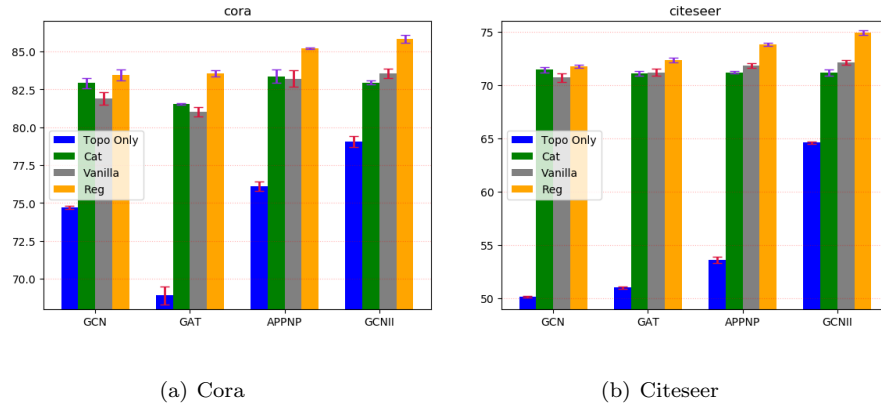 cora
85.0
82.5
80.0
77.5
75.0
72.5
70.0
Topo Only
Cat
Vanilla
Reg
GCN GAT APPNP GCNII
(a) Cora
citeseer
75
70
65
60
55
50
Topo Only
Cat
Vanilla
Reg
GCN GAT APPNP GCNII
(b) Citeseer